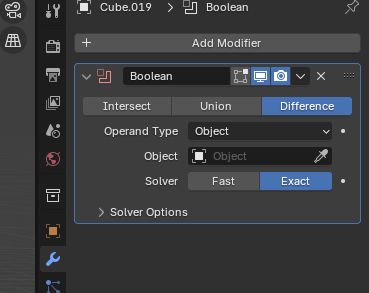 Cube.019 > Boolean
+ Add Modifier
Boolean
Intersect Union Difference
Operand Type Object
Object Object
Solver Fast Exact
Solver Options